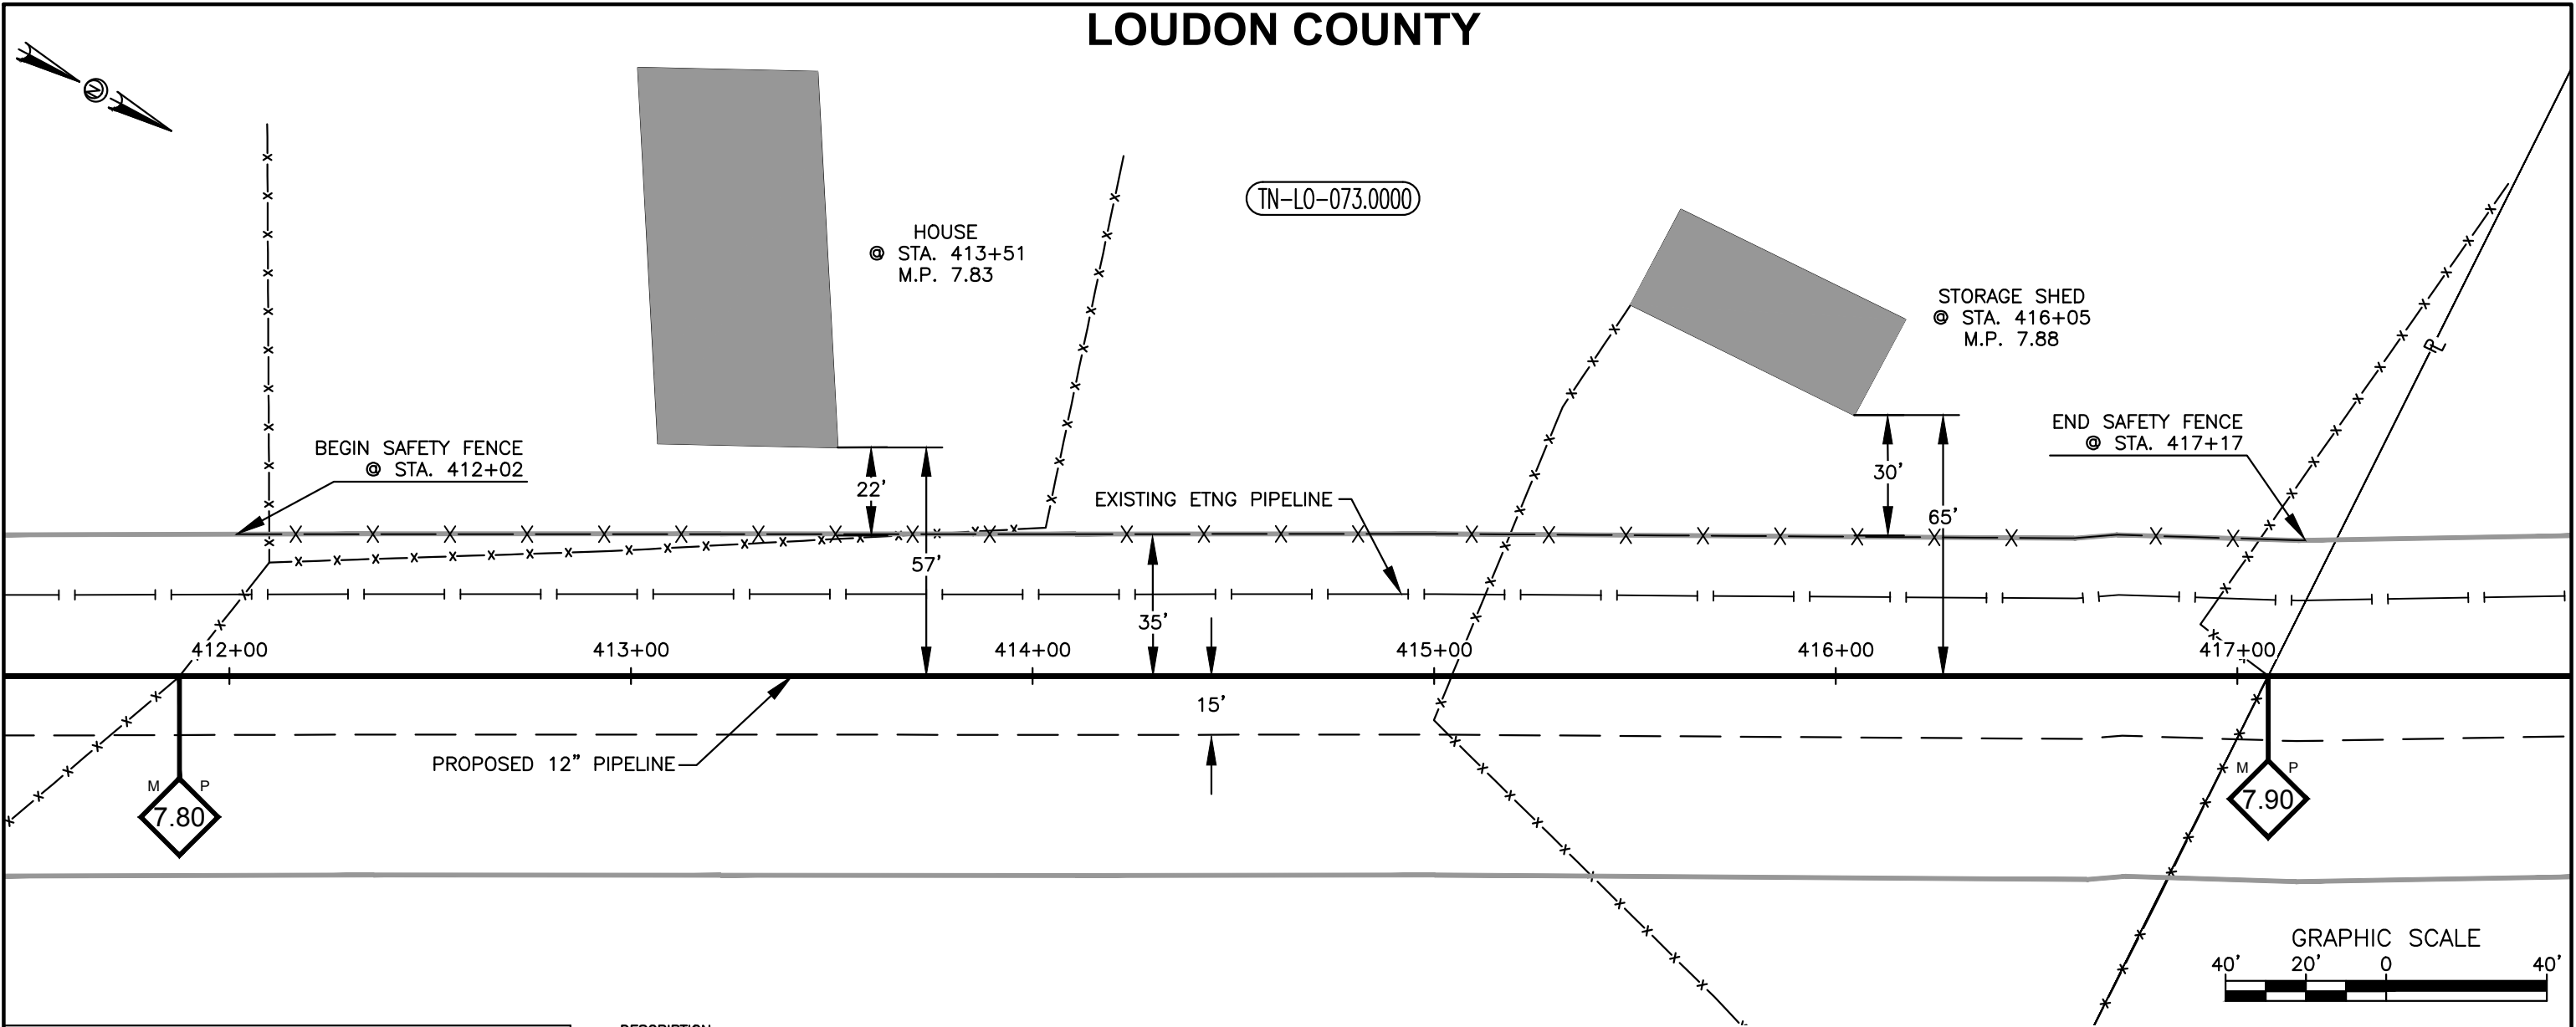 LOUDON COUNTY
N
TN-LO-073.0000
HOUSE
@ STA. 413+51
M.P. 7.83
STORAGE SHED
@ STA. 416+05
M.P. 7.88
PL
BEGIN SAFETY FENCE
@ STA. 412+02
END SAFETY FENCE
@ STA. 417+17
22'
30'
EXISTING ETNG PIPELINE
65'
57'
35'
412+00
413+00
414+00
415+00
416+00
417+00
15'
PROPOSED 12" PIPELINE
M P
7.80
M P
7.90
GRAPHIC SCALE
40' 20' 0 40'
DESCRIPTION